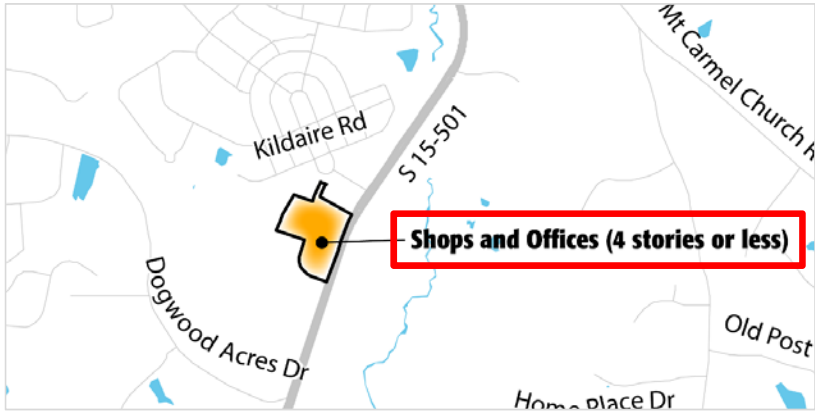 Mt Carmel Church R
Kildaire Rd
S 15-501
Shops and Offices (4 stories or less)
Dogwood Acres Dr
Old Post
Home Place Dr